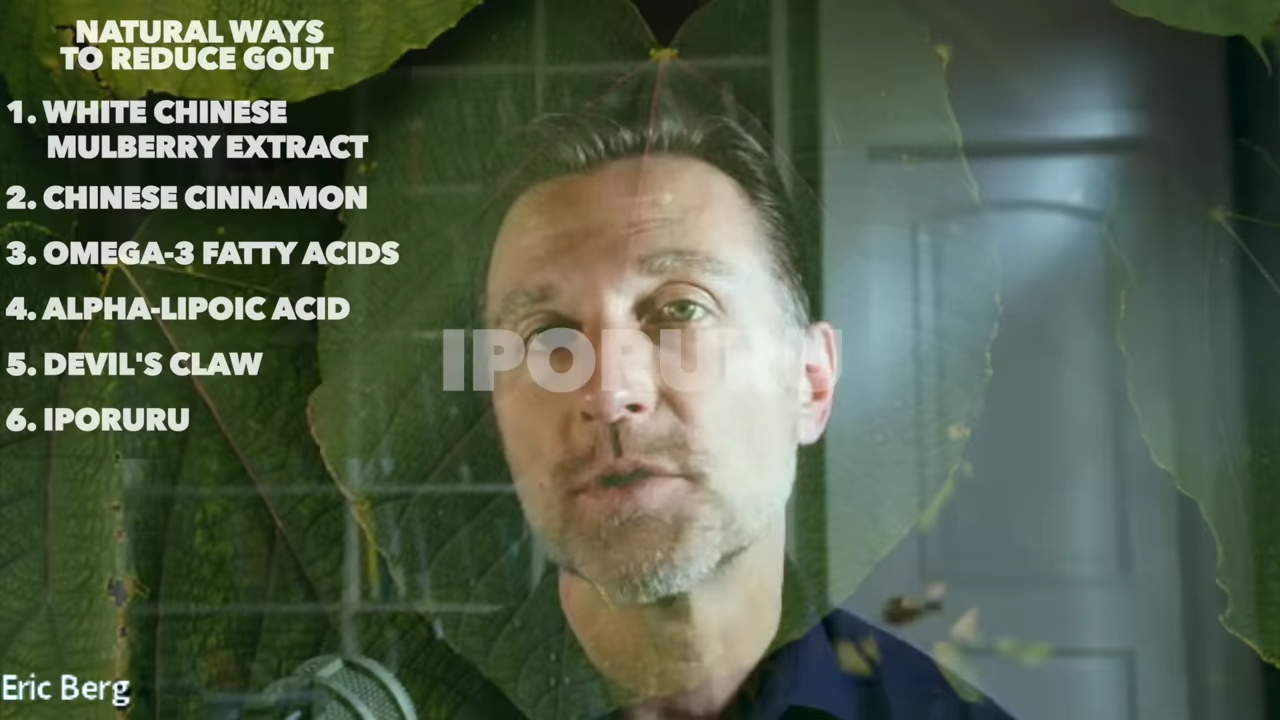 NATURAL WAYS
TO REDUCE GOUT
1. WHITE CHINESE
MULBERRY EXTRACT
2. CHINESE CINNAMON
3. OMEGA-3 FATTY ACIDS
4. ALPHA-LIPOIC ACID
5. DEVIL'S CLAW
6. IPORURU
IPORURU
Eric Berg